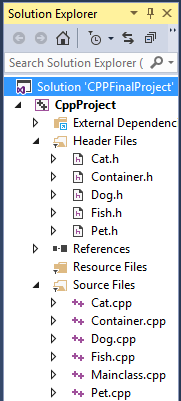 Solution Explorer
Search Solution Explorer (
Solution 'CPPFinalProject'
CppProject
External Dependenc
Header Files
Cat.h
Container.h
Dog.h
Fish.h
Pet.h
References
Resource Files
Source Files
Cat.cpp
Container.cpp
Dog.cpp
Fish.cpp
Mainclass.cpp
Pet.cpp